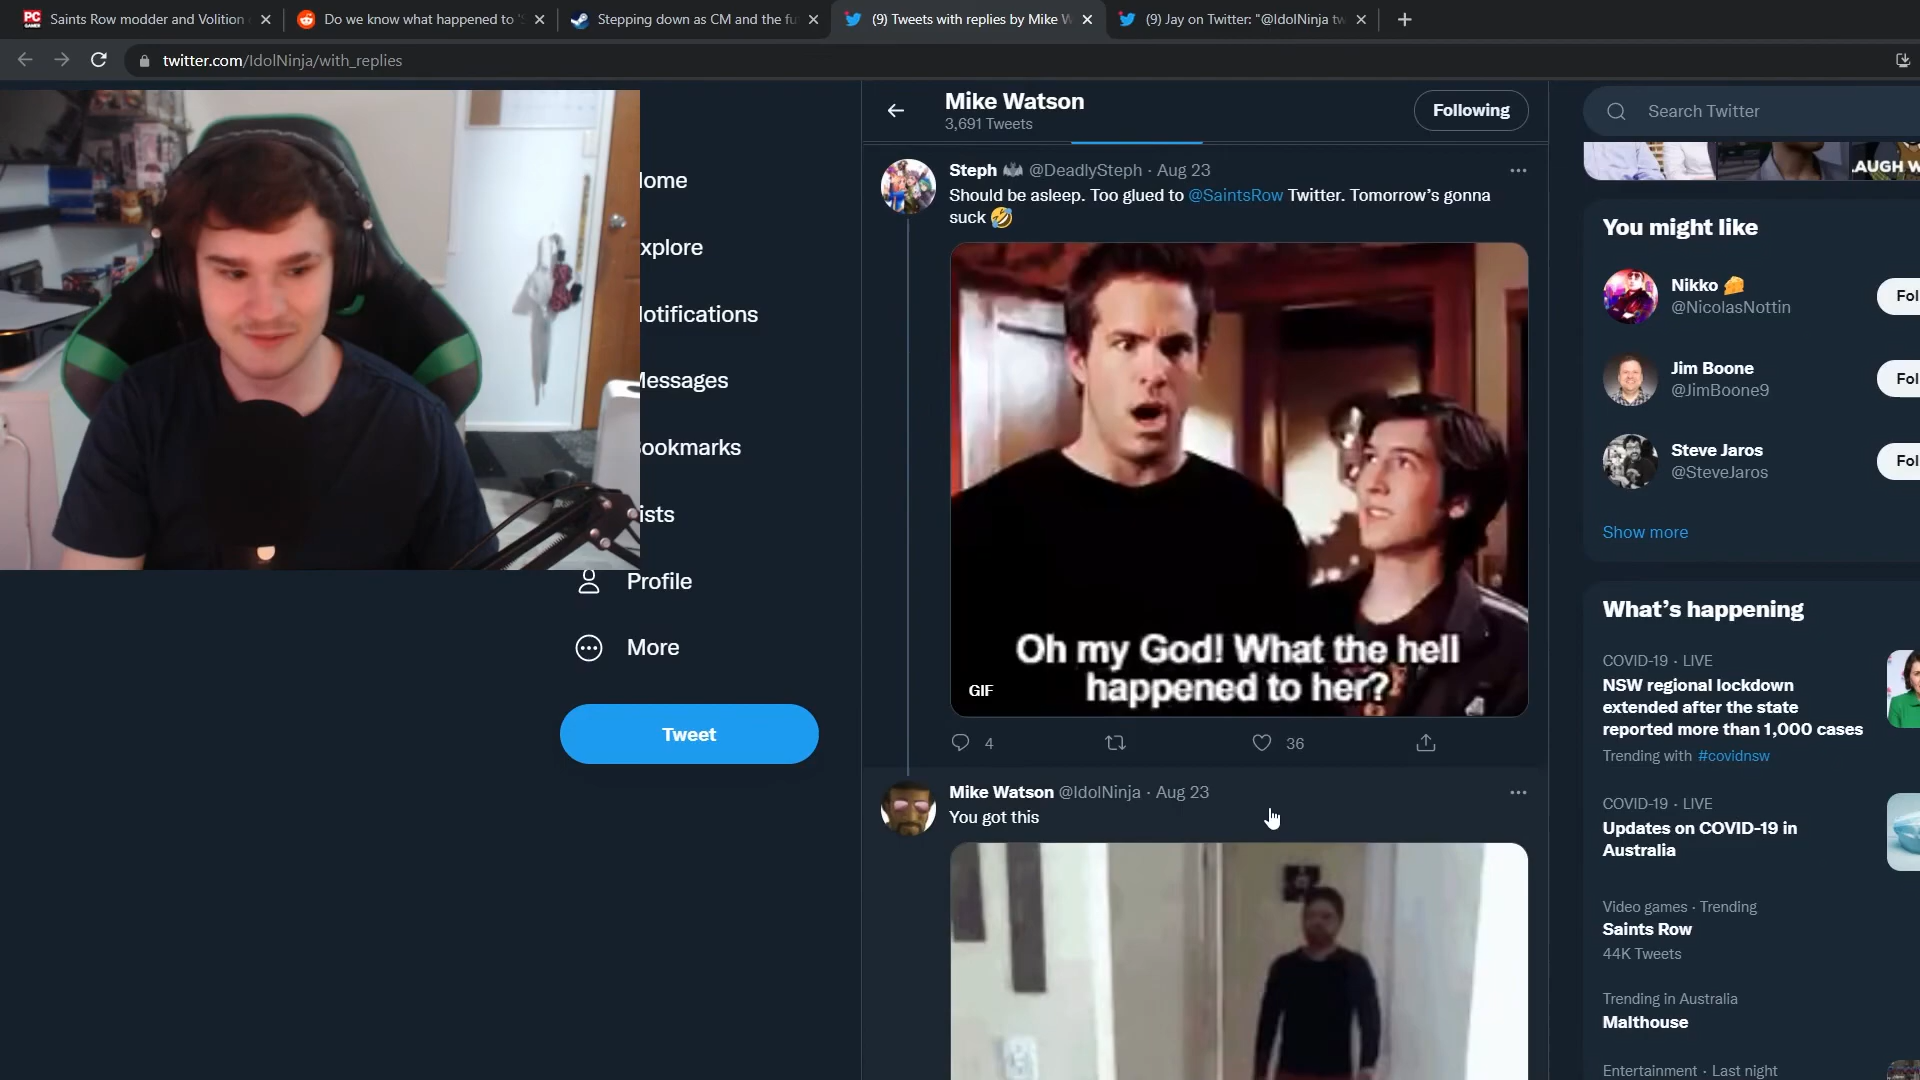 Saints Row modder and Volition
Do we know what happened to 'S
Stepping down as CM and the fu
(9) Tweets with replies by Mike W
(9) Jay on Twitter: "@IdolNinja tw
twitter.com/IdolNinja/with_replies
Mike Watson
3,691 Tweets
Following
Search Twitter
Steph @DeadlySteph · Aug 23
Should be asleep. Too glued to @SaintsRow Twitter. Tomorrow's gonna
suck
Oh my God! What the hell
happened to her?
GIF
4
36
Mike Watson @IdolNinja · Aug 23
You got this
ome
xplore
otifications
essages
ookmarks
ists
Profile
More
Tweet
AUGH W
You might like
Nikko
@NicolasNottin
Fol
Jim Boone
@JimBoone9
Fol
Steve Jaros
@SteveJaros
Fol
Show more
What's happening
COVID-19 · LIVE
NSW regional lockdown
extended after the state
reported more than 1,000 cases
Trending with #covidnsw
COVID-19 · LIVE
Updates on COVID-19 in
Australia
Video games · Trending
Saints Row
44K Tweets
Trending in Australia
Malthouse
Entertainment · Last night